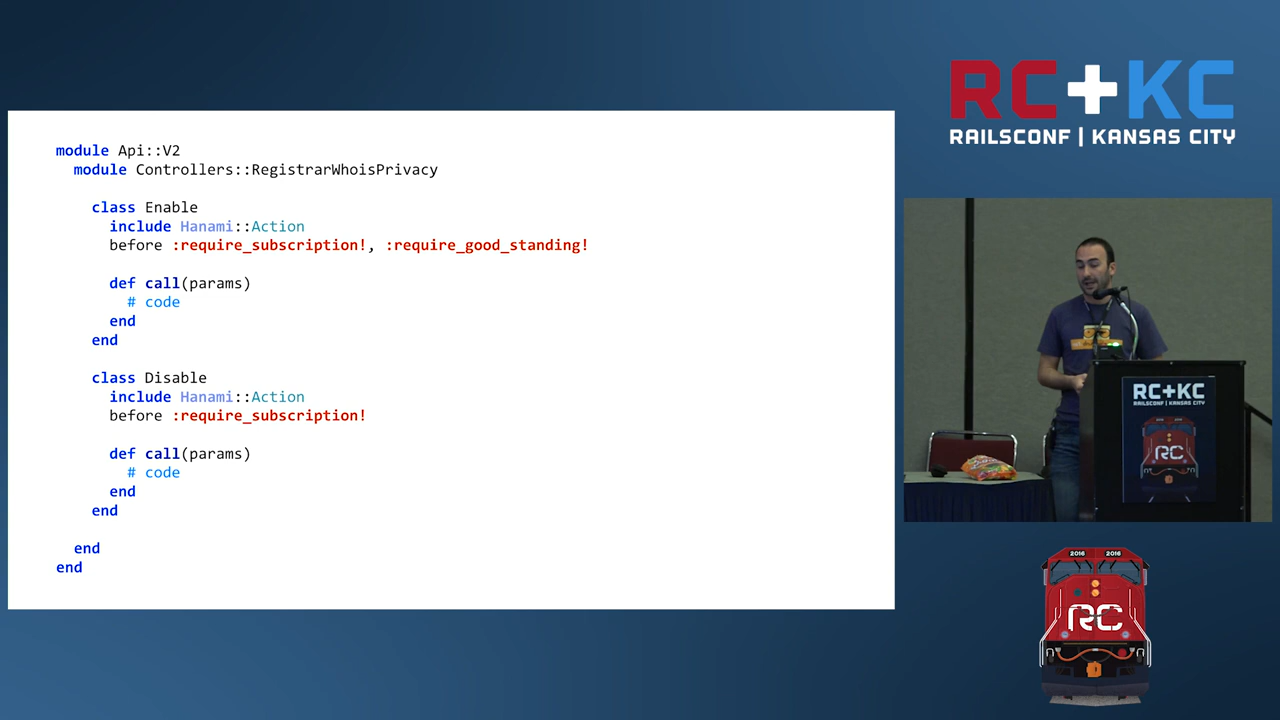 module Api::V2
module Controllers::RegistrarWhoisPrivacy
class Enable
include Hanami::Action
before :require_subscription!, :require_good_standing!
def call(params)
# code
end
end
class Disable
include Hanami::Action
before :require_subscription!
def call(params)
# code
end
end
end
end
RC+KC
RAILSCONF | KANSAS CITY
RC+KC
RAILSCONF | KANSAS CITY
RC
2016 2016
RC